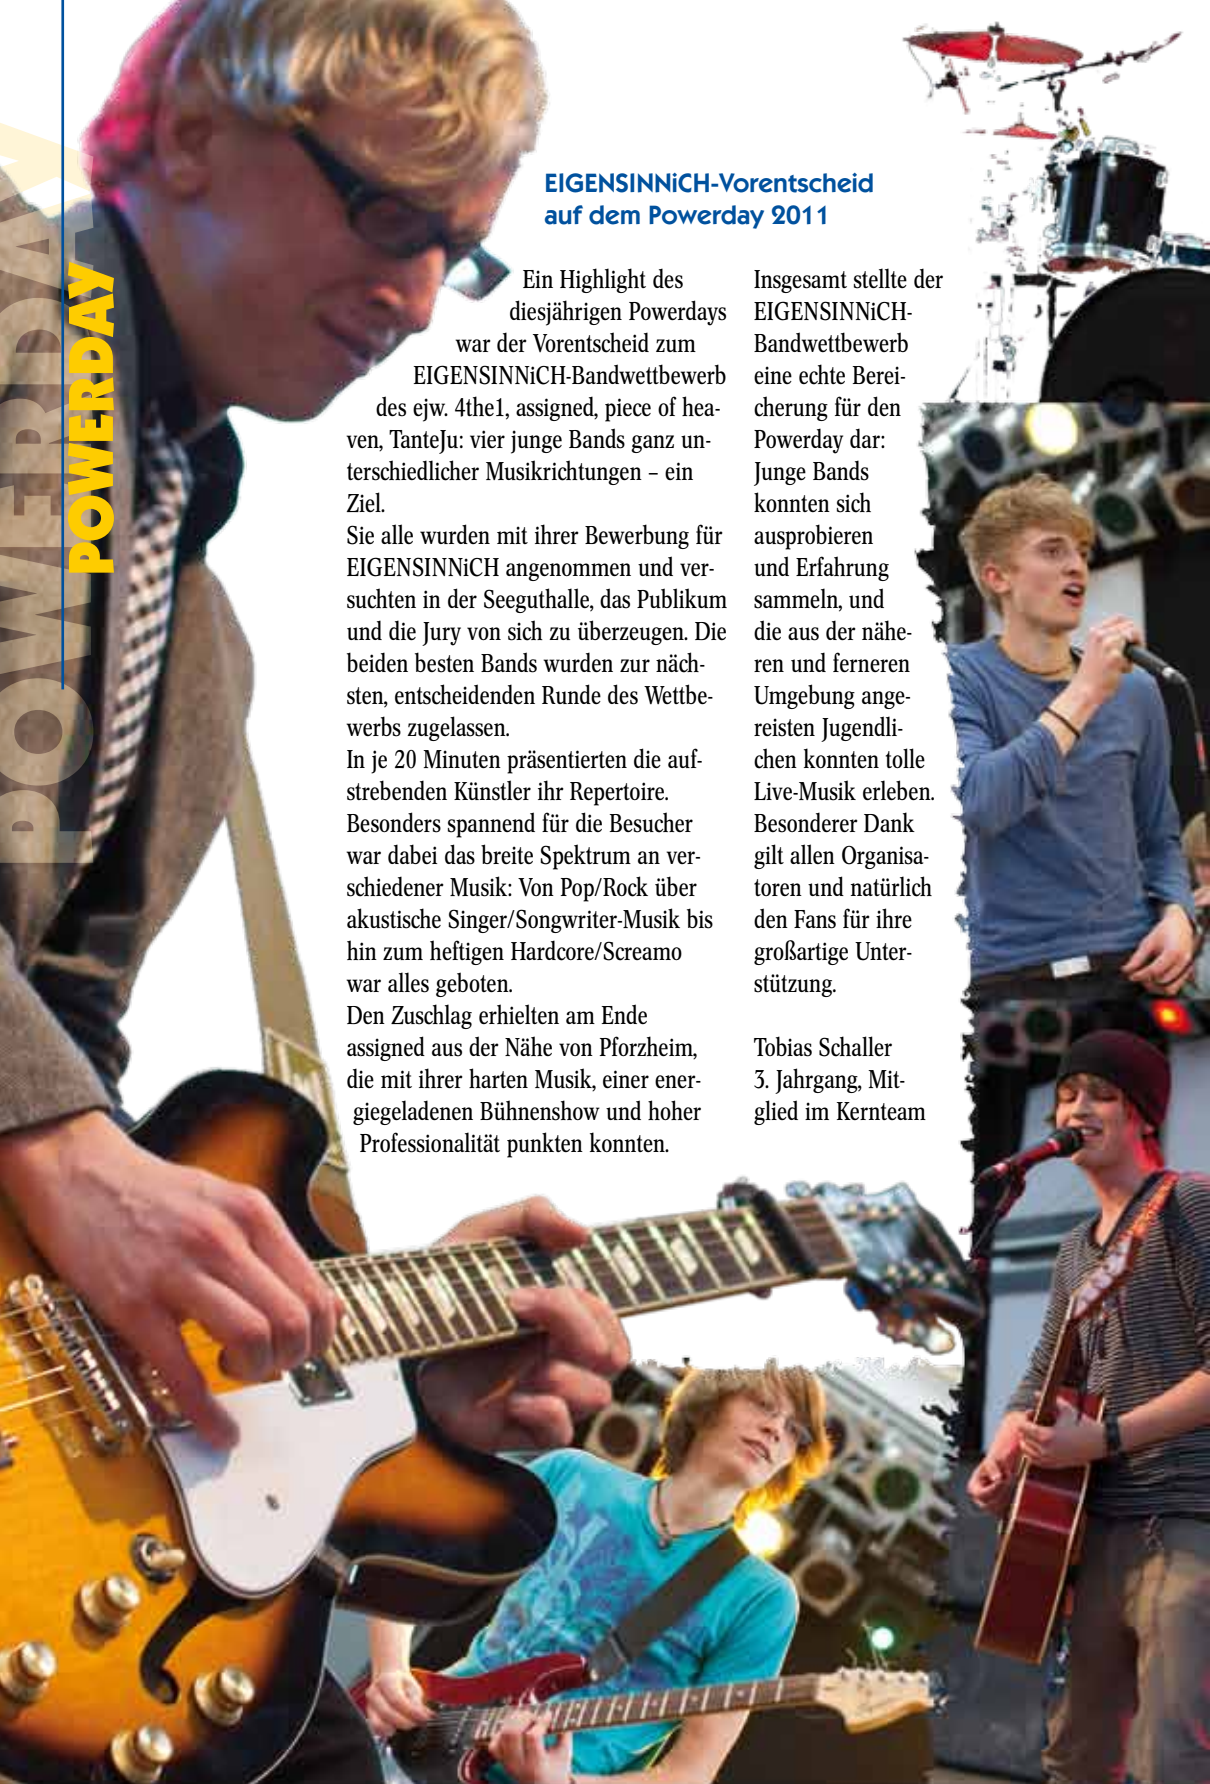 POWERDAY
POWERDAY
EIGENSINNiCH-Vorentscheid
auf dem Powerday 2011
Ein Highlight des
diesjährigen Powerdays
war der Vorentscheid zum
EIGENSINNiCH-Bandwettbewerb
des ejw. 4the1, assigned, piece of hea-
ven, TanteJu: vier junge Bands ganz un-
terschiedlicher Musikrichtungen – ein
Ziel.
Sie alle wurden mit ihrer Bewerbung für
EIGENSINNiCH angenommen und ver-
suchten in der Seeguthalle, das Publikum
und die Jury von sich zu überzeugen. Die
beiden besten Bands wurden zur näch-
sten, entscheidenden Runde des Wettbe-
werbs zugelassen.
In je 20 Minuten präsentierten die auf-
strebenden Künstler ihr Repertoire.
Besonders spannend für die Besucher
war dabei das breite Spektrum an ver-
schiedener Musik: Von Pop/Rock über
akustische Singer/Songwriter-Musik bis
hin zum heftigen Hardcore/Screamo
war alles geboten.
Den Zuschlag erhielten am Ende
assigned aus der Nähe von Pforzheim,
die mit ihrer harten Musik, einer ener-
giegeladenen Bühnenshow und hoher
Professionalität punkten konnten.
Insgesamt stellte der
EIGENSINNiCH-
Bandwettbewerb
eine echte Berei-
cherung für den
Powerday dar:
Junge Bands
konnten sich
ausprobieren
und Erfahrung
sammeln, und
die aus der nähe-
ren und ferneren
Umgebung ange-
reisten Jugendli-
chen konnten tolle
Live-Musik erleben.
Besonderer Dank
gilt allen Organisa-
toren und natürlich
den Fans für ihre
großartige Unter-
stützung.
Tobias Schaller
3. Jahrgang, Mit-
glied im Kernteam